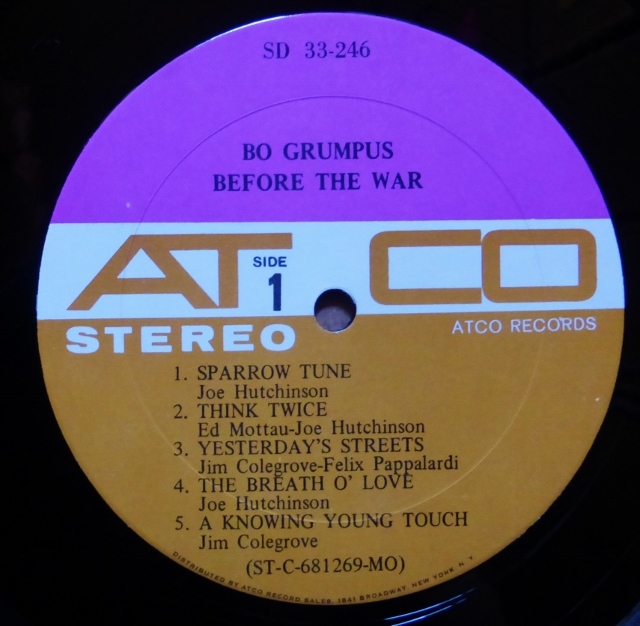 SD 33-246
BO GRUMPUS
BEFORE THE WAR
ATCO
SIDE
1
STEREO
ATCO RECORDS
1. SPARROW TUNE
Joe Hutchinson
2. THINK TWICE
Ed Mottau-Joe Hutchinson
3. YESTERDAY'S STREETS
Jim Colegrove-Felix Pappalardi
4. THE BREATH O' LOVE
Joe Hutchinson
5. A KNOWING YOUNG TOUCH
Jim Colegrove
(ST-C-681269-MO)
DISTRIBUTED BY ATCO RECORD SALES, 1841 BROADWAY, NEW YORK, N. Y.